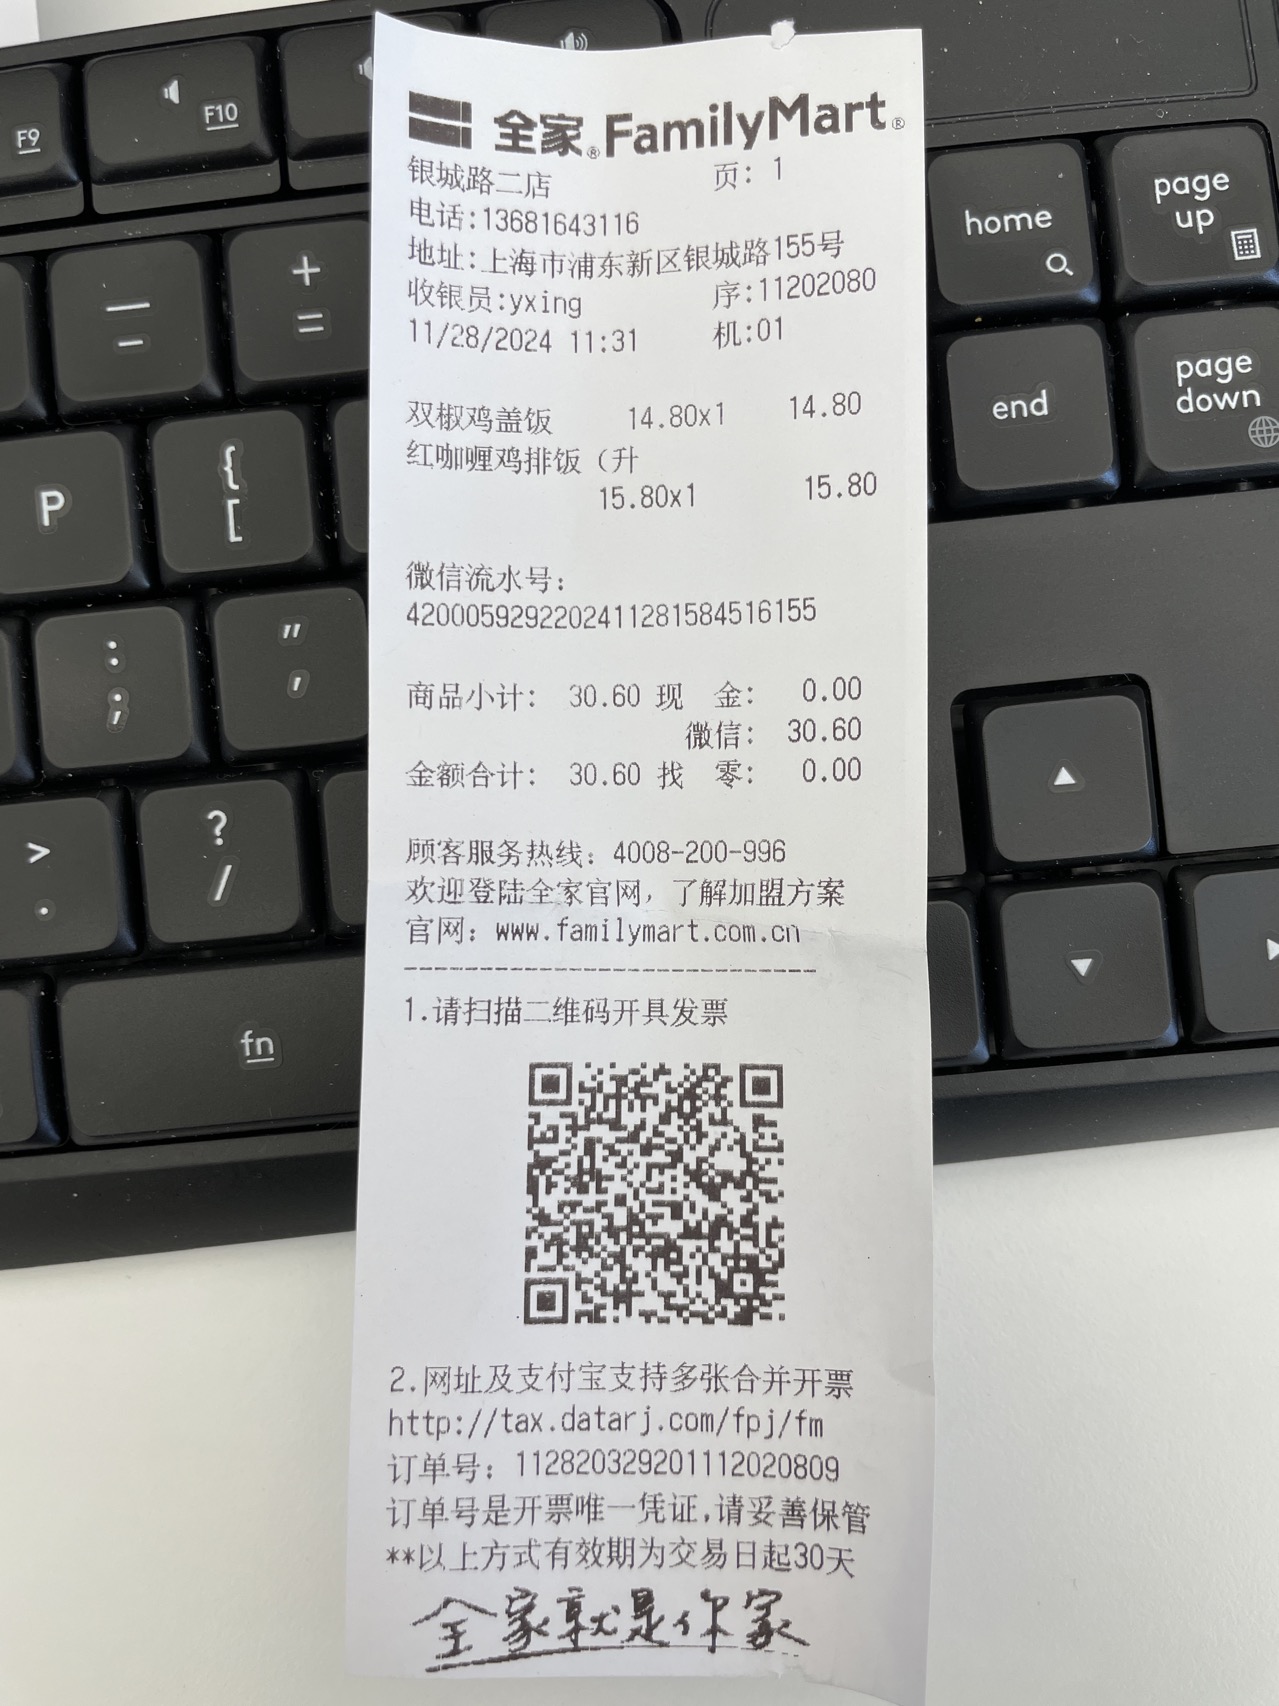 全家® FamilyMart®
银城路二店 页: 1
电话:13681643116
地址:上海市浦东新区银城路155号
收银员:yxing 序:11202080
11/28/2024 11:31 机:01
双椒鸡盖饭 14.80x1 14.80
红咖喱鸡排饭（升
15.80x1 15.80
微信流水号:
4200059292202411281584516155
商品小计: 30.60 现 金: 0.00
微信: 30.60
金额合计: 30.60 找 零: 0.00
顾客服务热线: 4008-200-996
欢迎登陆全家官网, 了解加盟方案
官网: www.familymart.com.cn
----------------------------
1.请扫描二维码开具发票
2.网址及支付宝支持多张合并开票
http://tax.datarj.com/fpj/fm
订单号: 1128203292011112020809
订单号是开票唯一凭证,请妥善保管
**以上方式有效期为交易日起30天
全家就是你家
F9
F10
— -
+ =
P
{ [
: ;
" '
> .
? /
fn
home
page up
end
page down